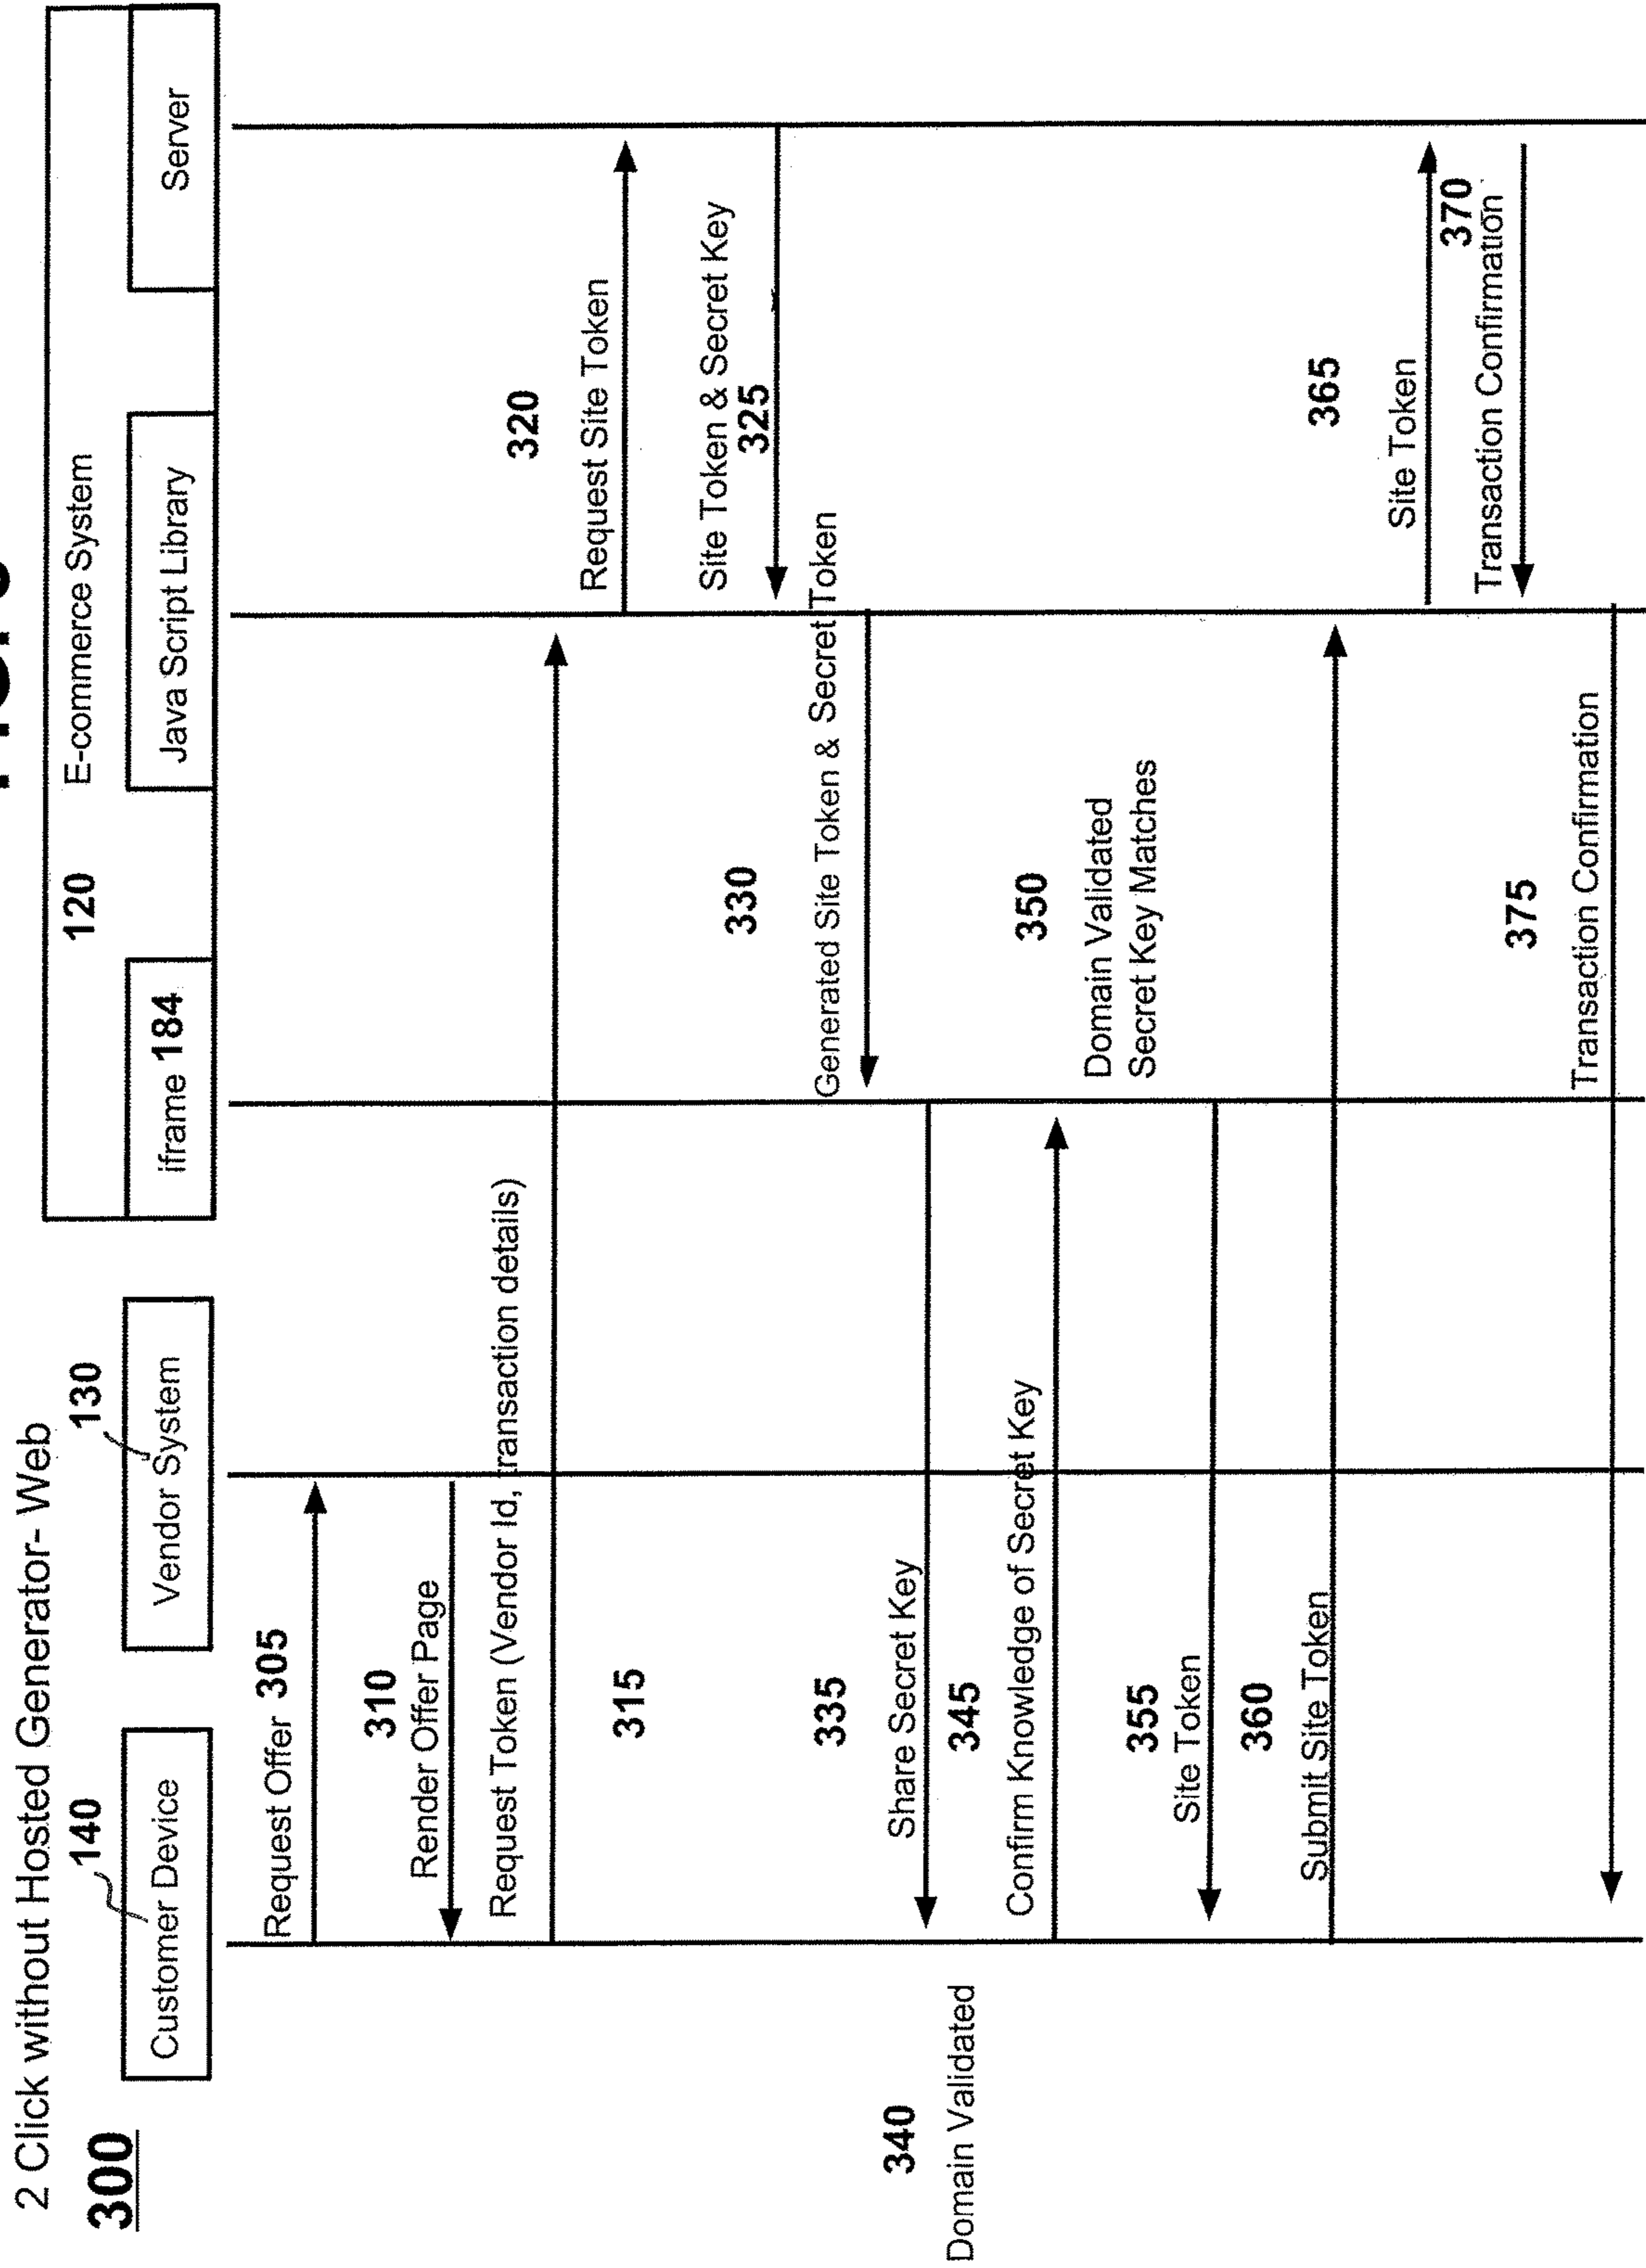 2 Click without Hosted Generator- Web
300
140
Customer Device
130
Vendor System
120
E-commerce System
iframe 184
Java Script Library
Server
Request Offer 305
310
Render Offer Page
Request Token (Vendor Id, transaction details)
315
320
Request Site Token
Site Token & Secret Key
325
330
Generated Site Token & Secret Token
335
Share Secret Key
340
Domain Validated
345
Confirm Knowledge of Secret Key
350
Domain Validated
Secret Key Matches
355
Site Token
360
Submit Site Token
365
Site Token
370
Transaction Confirmation
375
Transaction Confirmation